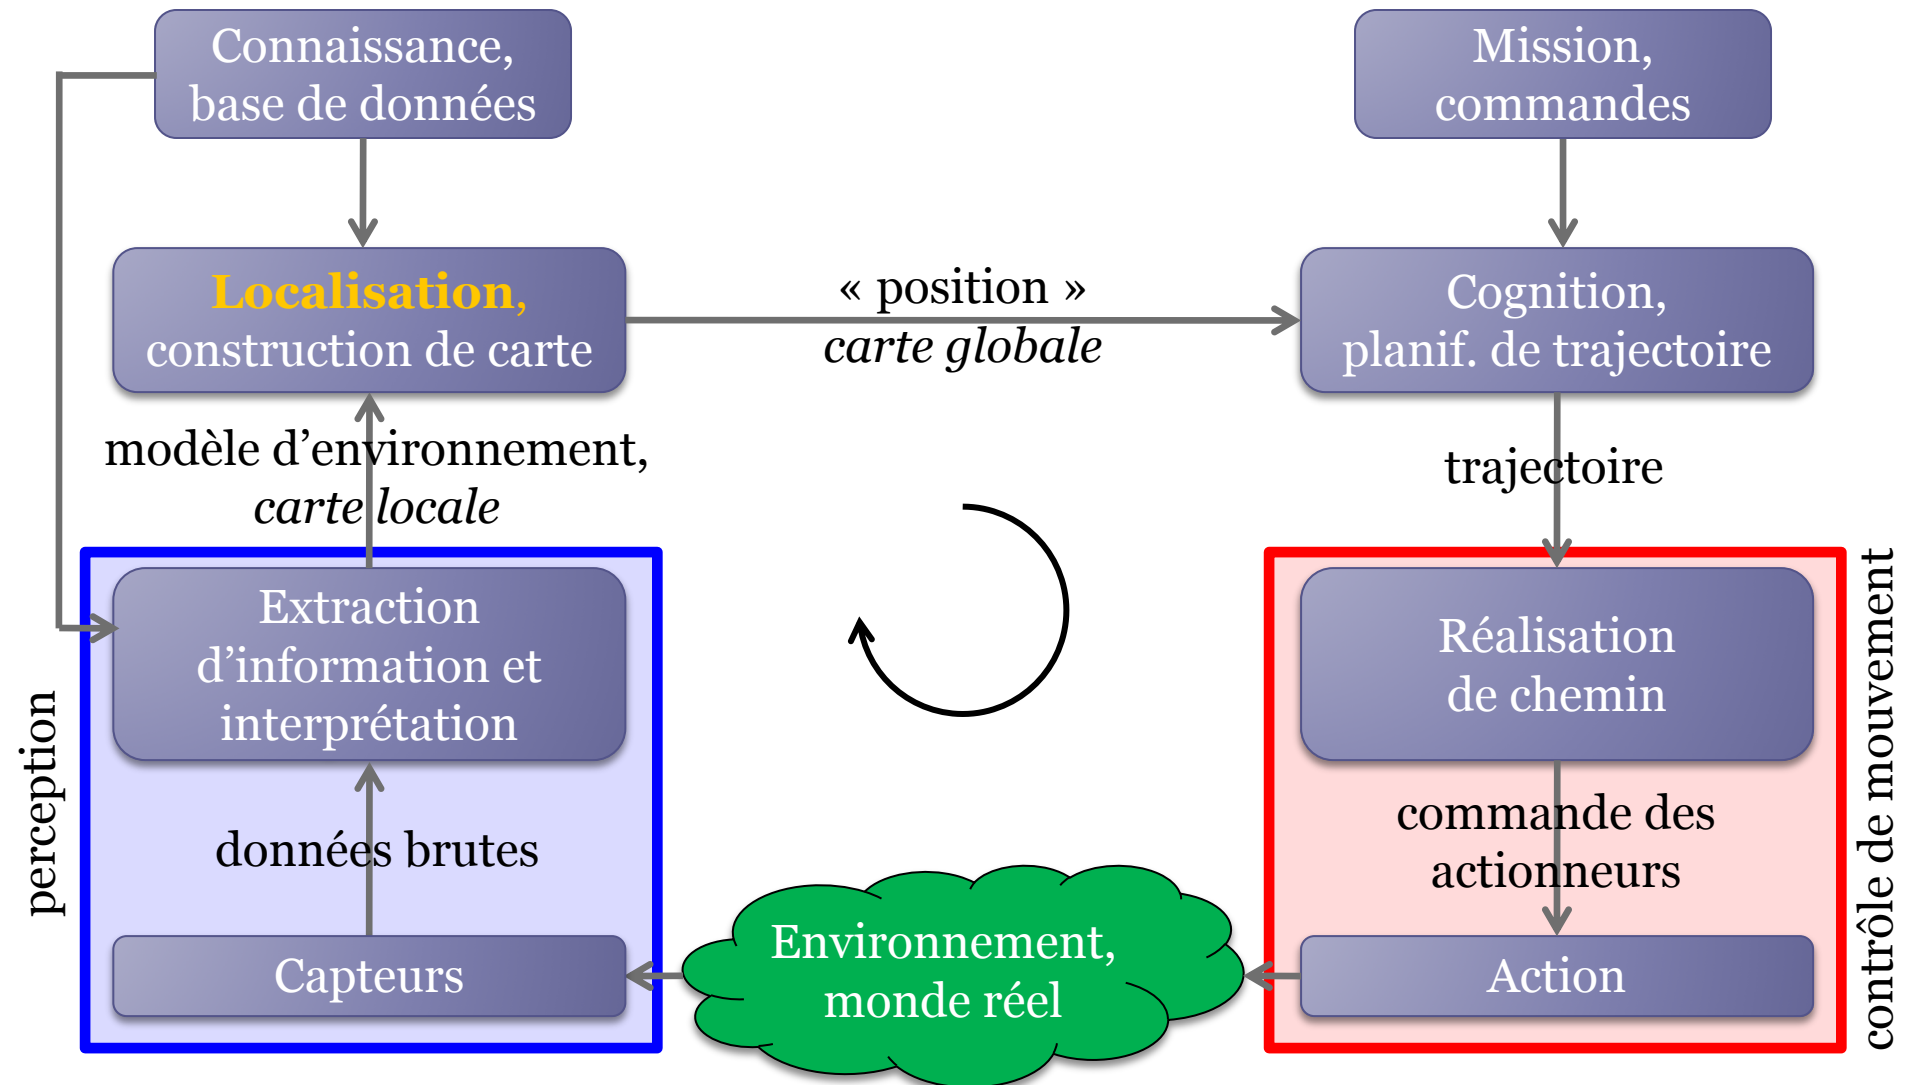 Connaissance,
base de données
Mission,
commandes
Localisation,
construction de carte
« position »
carte globale
Cognition,
planif. de trajectoire
modèle d’environnement,
carte locale
trajectoire
perception
Extraction
d’information et
interprétation
données brutes
Capteurs
Environnement,
monde réel
Réalisation
de chemin
commande des
actionneurs
Action
contrôle de mouvement